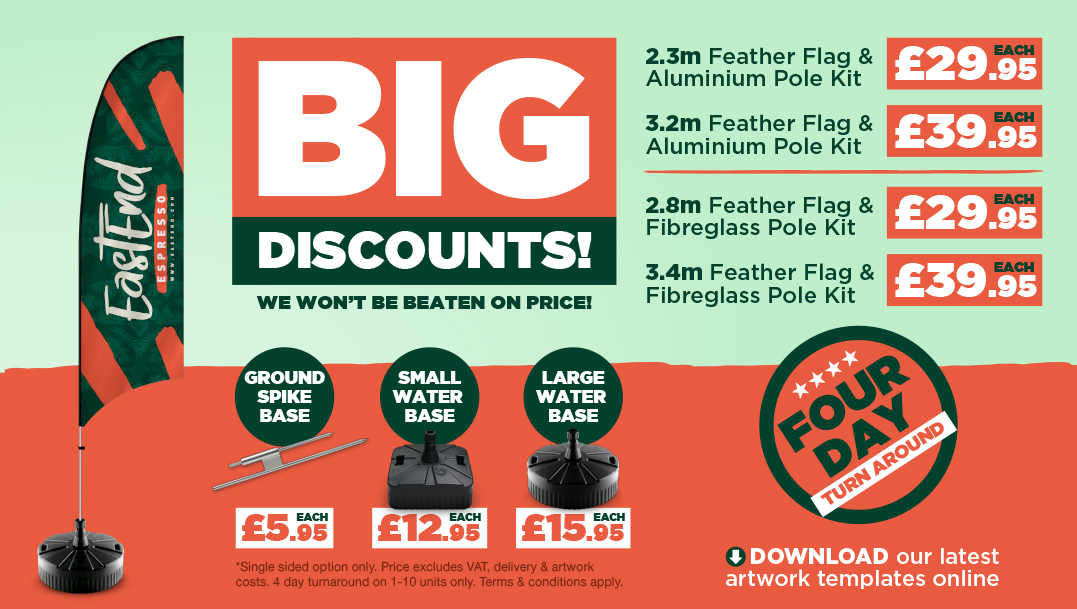 EastEnd
ESPRESSO
WWW.EASTEND.COM
BIG
DISCOUNTS!
WE WON'T BE BEATEN ON PRICE!
2.3m Feather Flag &
Aluminium Pole Kit
£29.95 EACH
3.2m Feather Flag &
Aluminium Pole Kit
£39.95 EACH
2.8m Feather Flag &
Fibreglass Pole Kit
£29.95 EACH
3.4m Feather Flag &
Fibreglass Pole Kit
£39.95 EACH
GROUND
SPIKE
BASE
£5.95 EACH
SMALL
WATER
BASE
£12.95 EACH
LARGE
WATER
BASE
£15.95 EACH
*Single sided option only. Price excludes VAT, delivery & artwork
costs. 4 day turnaround on 1-10 units only. Terms & conditions apply.
FOUR
DAY
TURN AROUND
DOWNLOAD our latest
artwork templates online